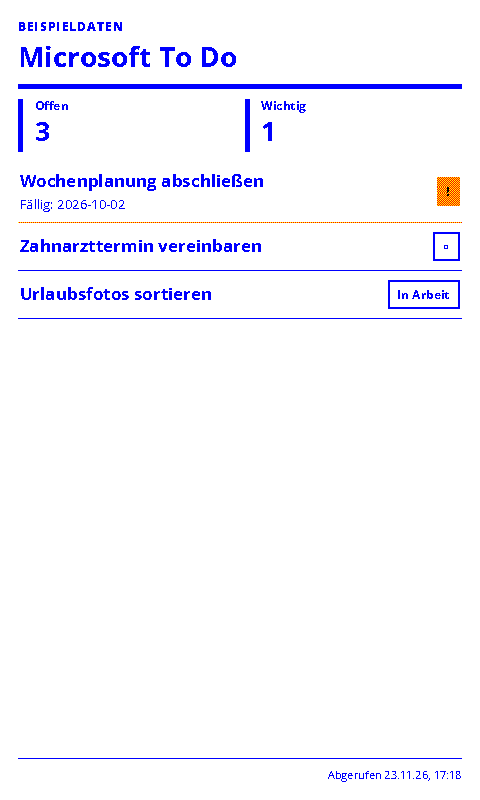 BEISPIELDATEN
Microsoft To Do
Offen
3
Wichtig
1
Wochenplanung abschließen
Fällig: 2026-10-02
!
Zahnarzttermin vereinbaren
Urlaubsfotos sortieren
In Arbeit
Abgerufen 23.11.26, 17:18